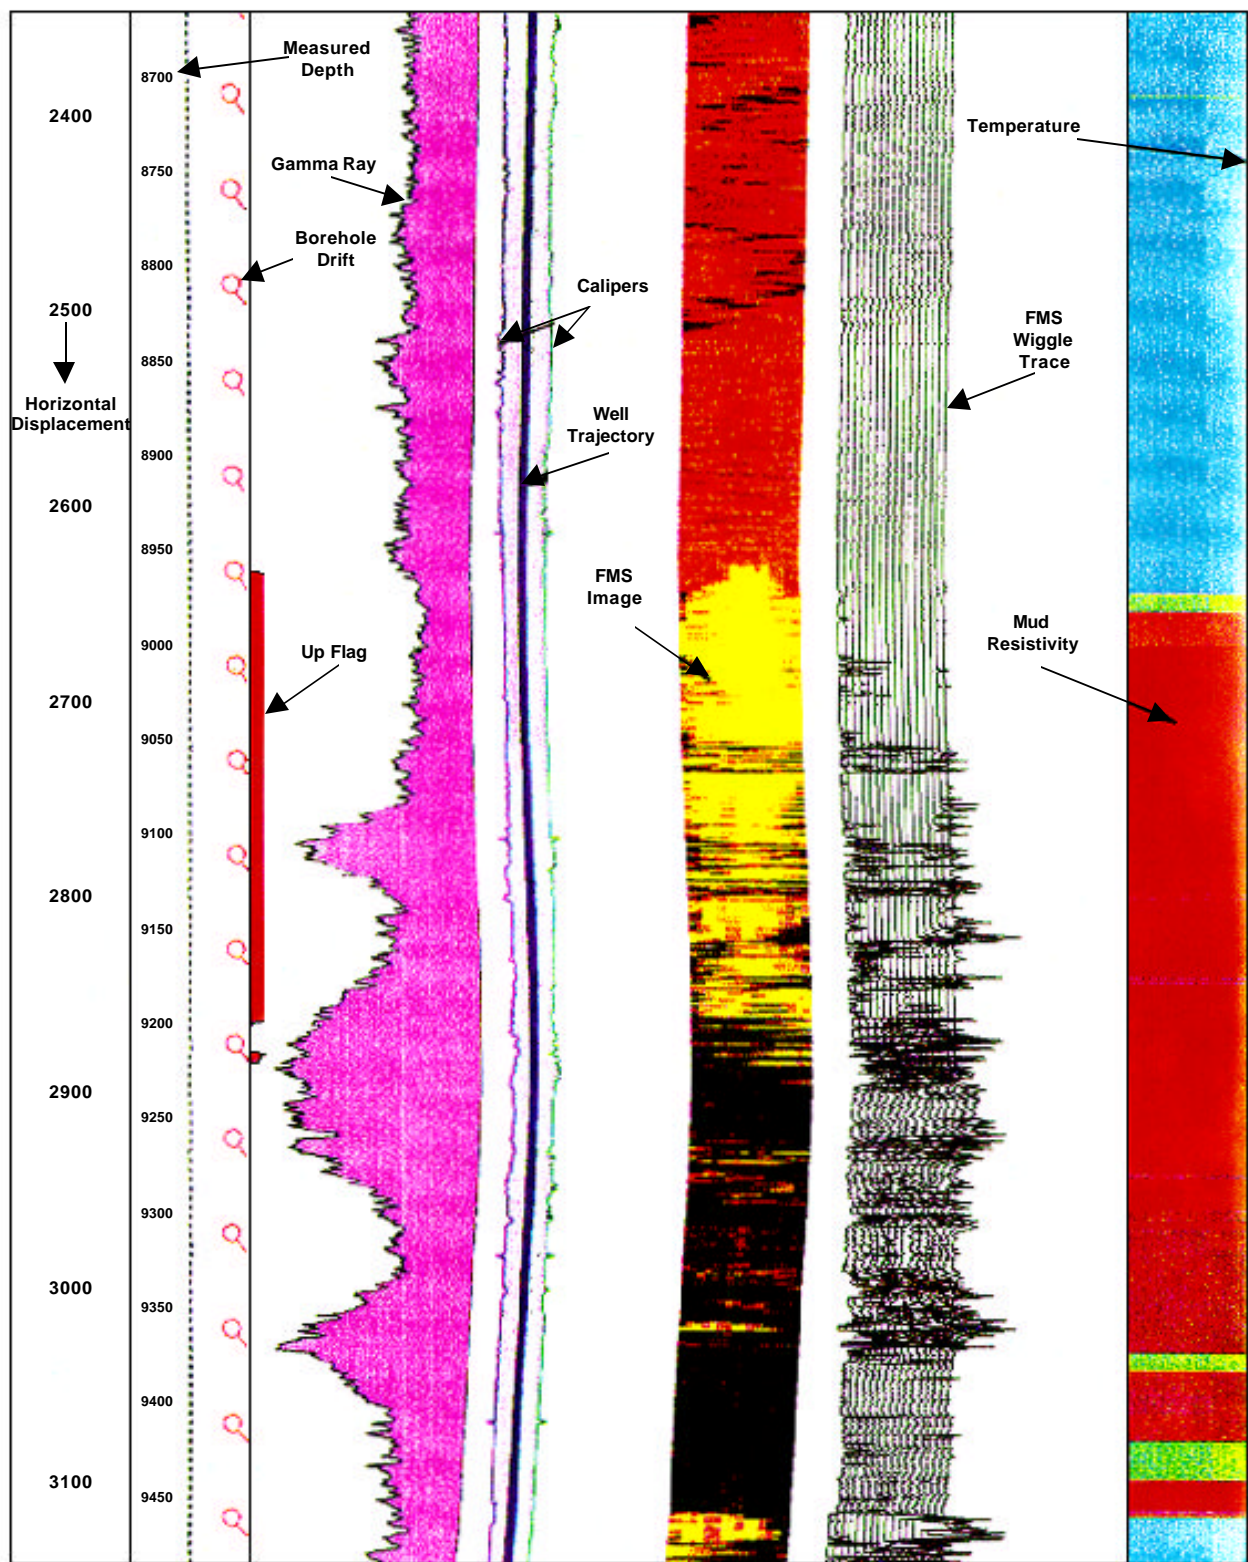 Measured
Depth
8700
2400
Temperature
8750
Gamma Ray
Borehole
Drift
8800
Calipers
2500
FMS
Wiggle
Trace
8850
Horizontal
Displacement
Well
Trajectory
8900
2600
8950
FMS
Image
Mud
Resistivity
9000
Up Flag
2700
9050
9100
2800
9150
9200
2900
9250
9300
3000
9350
9400
3100
9450